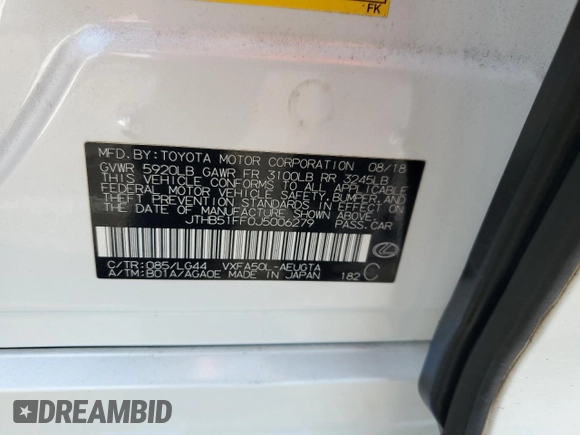 FK
MFD. BY: TOYOTA MOTOR CORPORATION 08/18
GVWR 5920LB GAWR FR 3100LB RR 3245LB
THIS VEHICLE CONFORMS TO ALL APPLICABLE
FEDERAL MOTOR VEHICLE SAFETY, BUMPER, AND
THEFT PREVENTION STANDARDS IN EFFECT ON
THE DATE OF MANUFACTURE SHOWN ABOVE.
JTHB51FF0J5006279 PASS.CAR
C/TR: 085/LG44 VXFA50L-AEUGTA
A/TM: B01A/AGA0E MADE IN JAPAN 182 C
DREAMBID